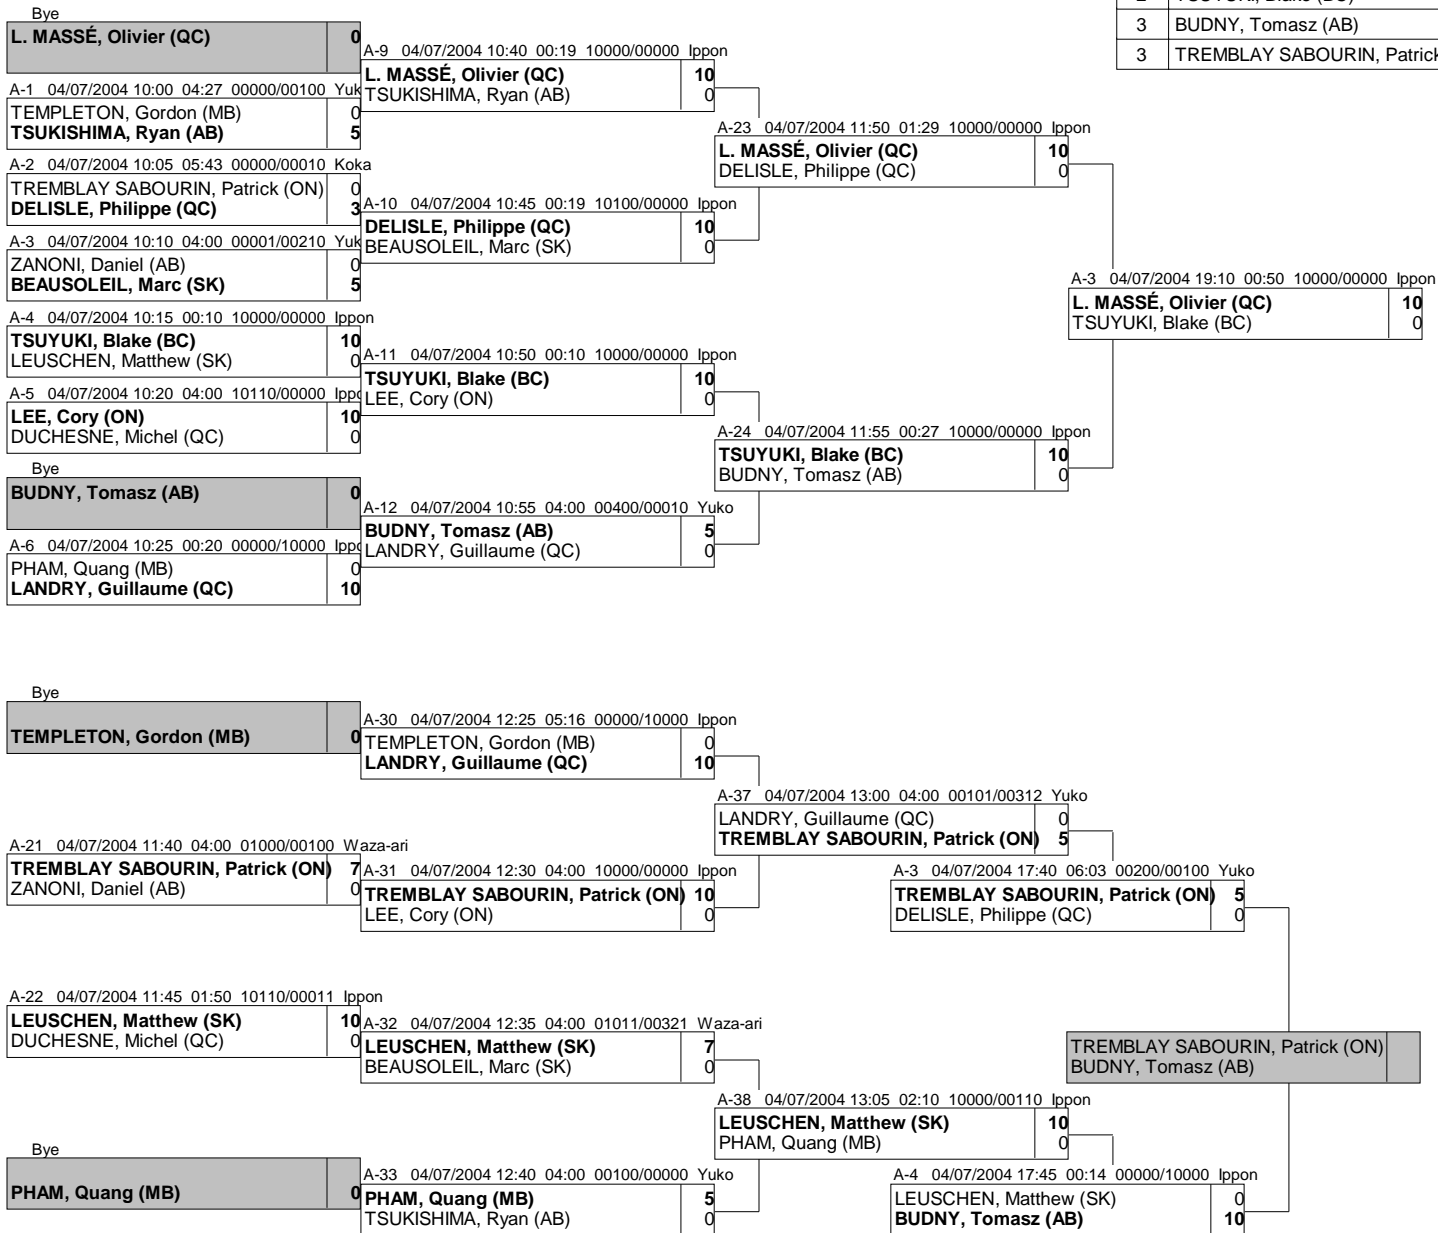 3 BUDNY, Tomasz (AB)
3 TREMBLAY SABOURIN,
Bye
L. MASSÉ, Olivier (QC) 0
A-1 04/07/2004 10:00 04:27 00000/00100 Yuk
TEMPLETON, Gordon (MB) 0
TSUKISHIMA, Ryan (AB) 5
A-2 04/07/2004 10:05 05:43 00000/00010 Koka
TREMBLAY SABOURIN, Patrick (ON) 0
DELISLE, Philippe (QC) 3
A-3 04/07/2004 10:10 04:00 00001/00210 Yuk
ZANONI, Daniel (AB) 0
BEAUSOLEIL, Marc (SK) 5
A-4 04/07/2004 10:15 00:10 10000/00000 Ippon
TSUYUKI, Blake (BC) 10
LEUSCHEN, Matthew (SK) 0
A-5 04/07/2004 10:20 04:00 10110/00000 Ippo
LEE, Cory (ON) 10
DUCHESNE, Michel (QC) 0
Bye
BUDNY, Tomasz (AB) 0
A-6 04/07/2004 10:25 00:20 00000/10000 Ippo
PHAM, Quang (MB) 0
LANDRY, Guillaume (QC) 10
A-9 04/07/2004 10:40 00:19 10000/00000 Ippon
L. MASSÉ, Olivier (QC) 10
TSUKISHIMA, Ryan (AB) 0
A-10 04/07/2004 10:45 00:19 10100/00000 Ippon
DELISLE, Philippe (QC) 10
BEAUSOLEIL, Marc (SK) 0
A-11 04/07/2004 10:50 00:10 10000/00000 Ippon
TSUYUKI, Blake (BC) 10
LEE, Cory (ON) 0
A-12 04/07/2004 10:55 04:00 00400/00010 Yuko
BUDNY, Tomasz (AB) 5
LANDRY, Guillaume (QC) 0
A-23 04/07/2004 11:50 01:29 10000/00000 Ippon
L. MASSÉ, Olivier (QC) 10
DELISLE, Philippe (QC) 0
A-24 04/07/2004 11:55 00:27 10000/00000 Ippon
TSUYUKI, Blake (BC) 10
BUDNY, Tomasz (AB) 0
A-3 04/07/2004 19:10 00:50 10000/00000 Ippon
L. MASSÉ, Olivier (QC) 10
TSUYUKI, Blake (BC) 0
Bye
TEMPLETON, Gordon (MB) 0
A-21 04/07/2004 11:40 04:00 01000/00100 Waza-ari
TREMBLAY SABOURIN, Patrick (ON) 7
ZANONI, Daniel (AB) 0
A-22 04/07/2004 11:45 01:50 10110/00011 Ippon
LEUSCHEN, Matthew (SK) 10
DUCHESNE, Michel (QC) 0
Bye
PHAM, Quang (MB) 0
A-30 04/07/2004 12:25 05:16 00000/10000 Ippon
TEMPLETON, Gordon (MB) 0
LANDRY, Guillaume (QC) 10
A-31 04/07/2004 12:30 04:00 10000/00000 Ippon
TREMBLAY SABOURIN, Patrick (ON) 10
LEE, Cory (ON) 0
A-32 04/07/2004 12:35 04:00 01011/00321 Waza-ari
LEUSCHEN, Matthew (SK) 7
BEAUSOLEIL, Marc (SK) 0
A-33 04/07/2004 12:40 04:00 00100/00000 Yuko
PHAM, Quang (MB) 5
TSUKISHIMA, Ryan (AB) 0
A-37 04/07/2004 13:00 04:00 00101/00312 Yuko
LANDRY, Guillaume (QC) 0
TREMBLAY SABOURIN, Patrick (ON) 5
A-38 04/07/2004 13:05 02:10 10000/00110 Ippon
LEUSCHEN, Matthew (SK) 10
PHAM, Quang (MB) 0
A-3 04/07/2004 17:40 06:03 00200/00100 Yuko
TREMBLAY SABOURIN, Patrick (ON) 5
DELISLE, Philippe (QC) 0
A-4 04/07/2004 17:45 00:14 00000/10000 Ippon
LEUSCHEN, Matthew (SK) 0
BUDNY, Tomasz (AB) 10
TREMBLAY SABOURIN, Patrick (ON)
BUDNY, Tomasz (AB)